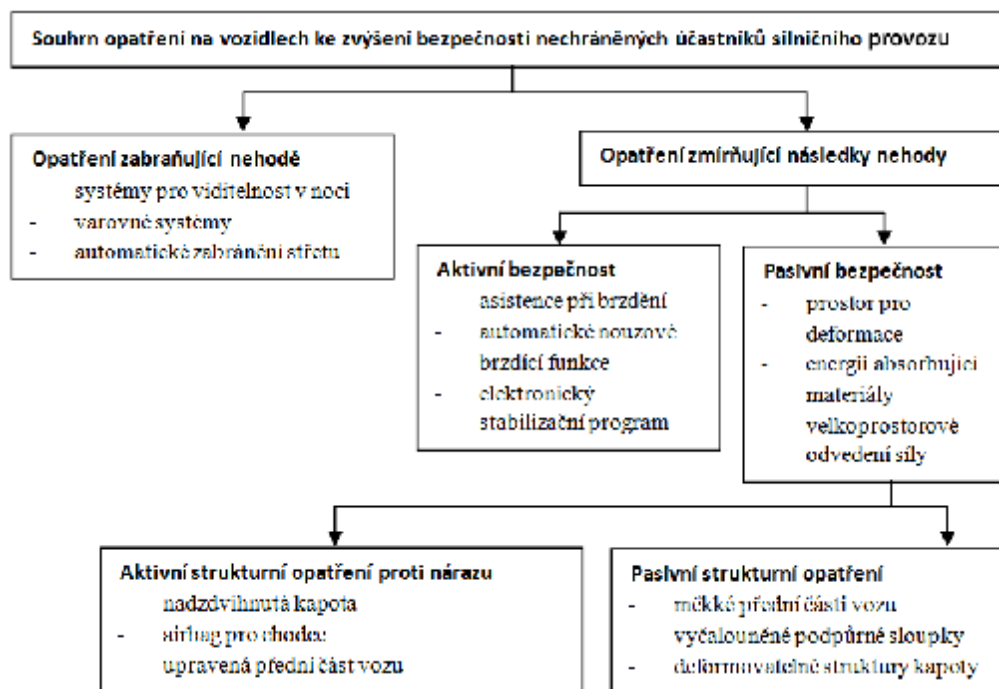 Souhrn opatření na vozidlech ke zvýšení bezpečnosti nechráněných účastníků silničního provozu
Opatření zabraňující nehodě
systémy pro viditelnost v noci
- varovné systémy
- automatické zabránění střetu
Opatření zmírňující následky nehody
Aktivní bezpečnost
asistence při brzdění
- automatické nouzové
brzdící funkce
- elektronický
stabilizační program
Pasivní bezpečnost
- prostor pro
deformace
- energii absorbující
materiály
velkoprostorové
odvedení síly
Aktivní strukturní opatření proti nárazu
nadzdvihnutá kapota
- airbag pro chodce
upravená přední část vozu
Pasivní strukturní opatření
- měkké přední části vozu
vyčalouněné podpůrné sloupky
- deformovatelné struktury kapoty